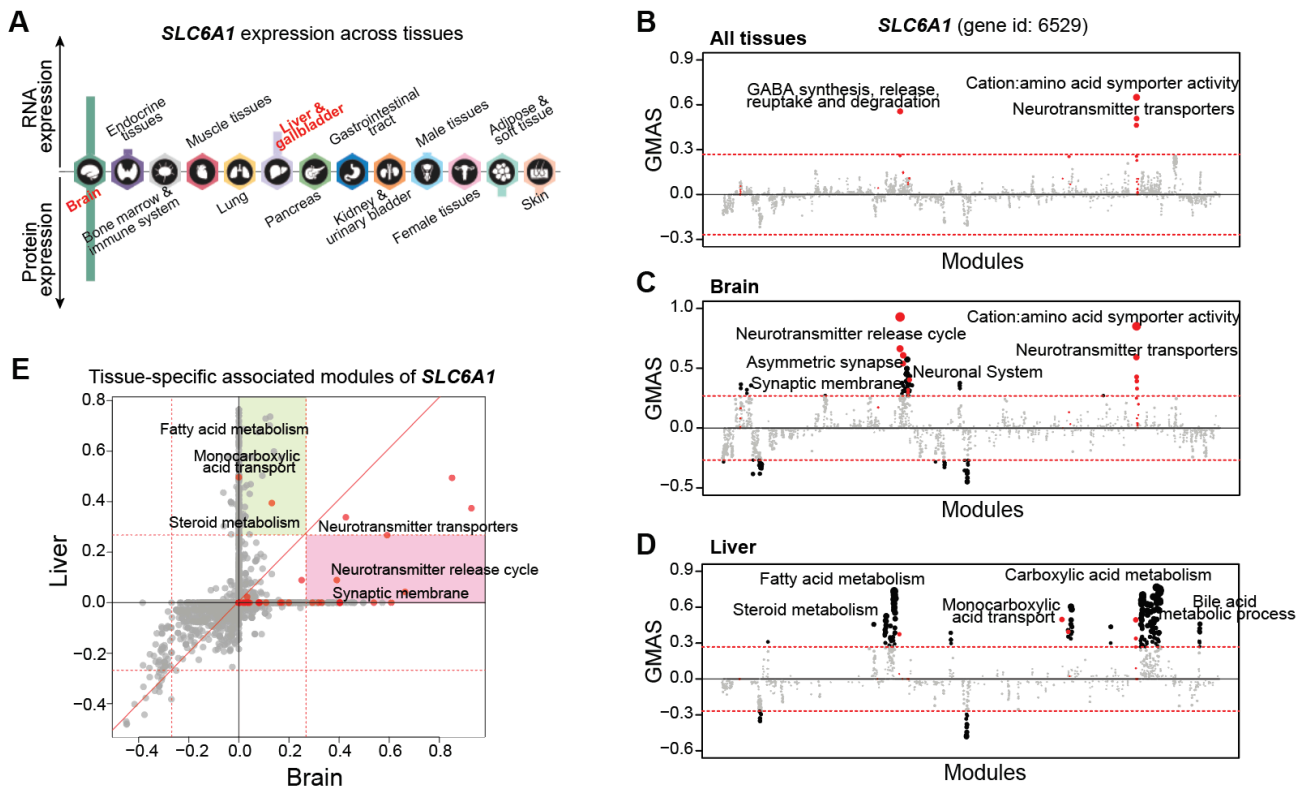 A
SLC6A1 expression across tissues
RNA
expression
Protein
expression
Brain
Endocrine
tissues
Bone marrow &
immune system
Muscle tissues
Lung
Liver &
gallbladder
Pancreas
Gastrointestinal
tract
Kidney &
urinary bladder
Male tissues
Female tissues
Adipose &
soft tissue
Skin
B
SLC6A1 (gene id: 6529)
All tissues
GMAS
0.9
0.6
0.3
0.0
−0.3
GABA synthesis, release,
reuptake and degradation
Cation:amino acid symporter activity
Neurotransmitter transporters
Modules
C
Brain
GMAS
1.0
0.5
0.0
−0.5
Neurotransmitter release cycle
Asymmetric synapse
Synaptic membrane
Neuronal System
Cation:amino acid symporter activity
Neurotransmitter transporters
Modules
D
Liver
GMAS
0.9
0.6
0.3
0.0
−0.3
−0.6
Fatty acid metabolism
Steroid metabolism
Carboxylic acid metabolism
Monocarboxylic
acid transport
Bile acid
metabolic process
Modules
E
Tissue-specific associated modules of SLC6A1
Liver
0.8
0.6
0.4
0.2
0.0
−0.2
−0.4
Fatty acid metabolism
Monocarboxylic
acid transport
Steroid metabolism
Neurotransmitter transporters
Neurotransmitter release cycle
Synaptic membrane
−0.4
−0.2
0.0
0.2
0.4
0.6
0.8
Brain